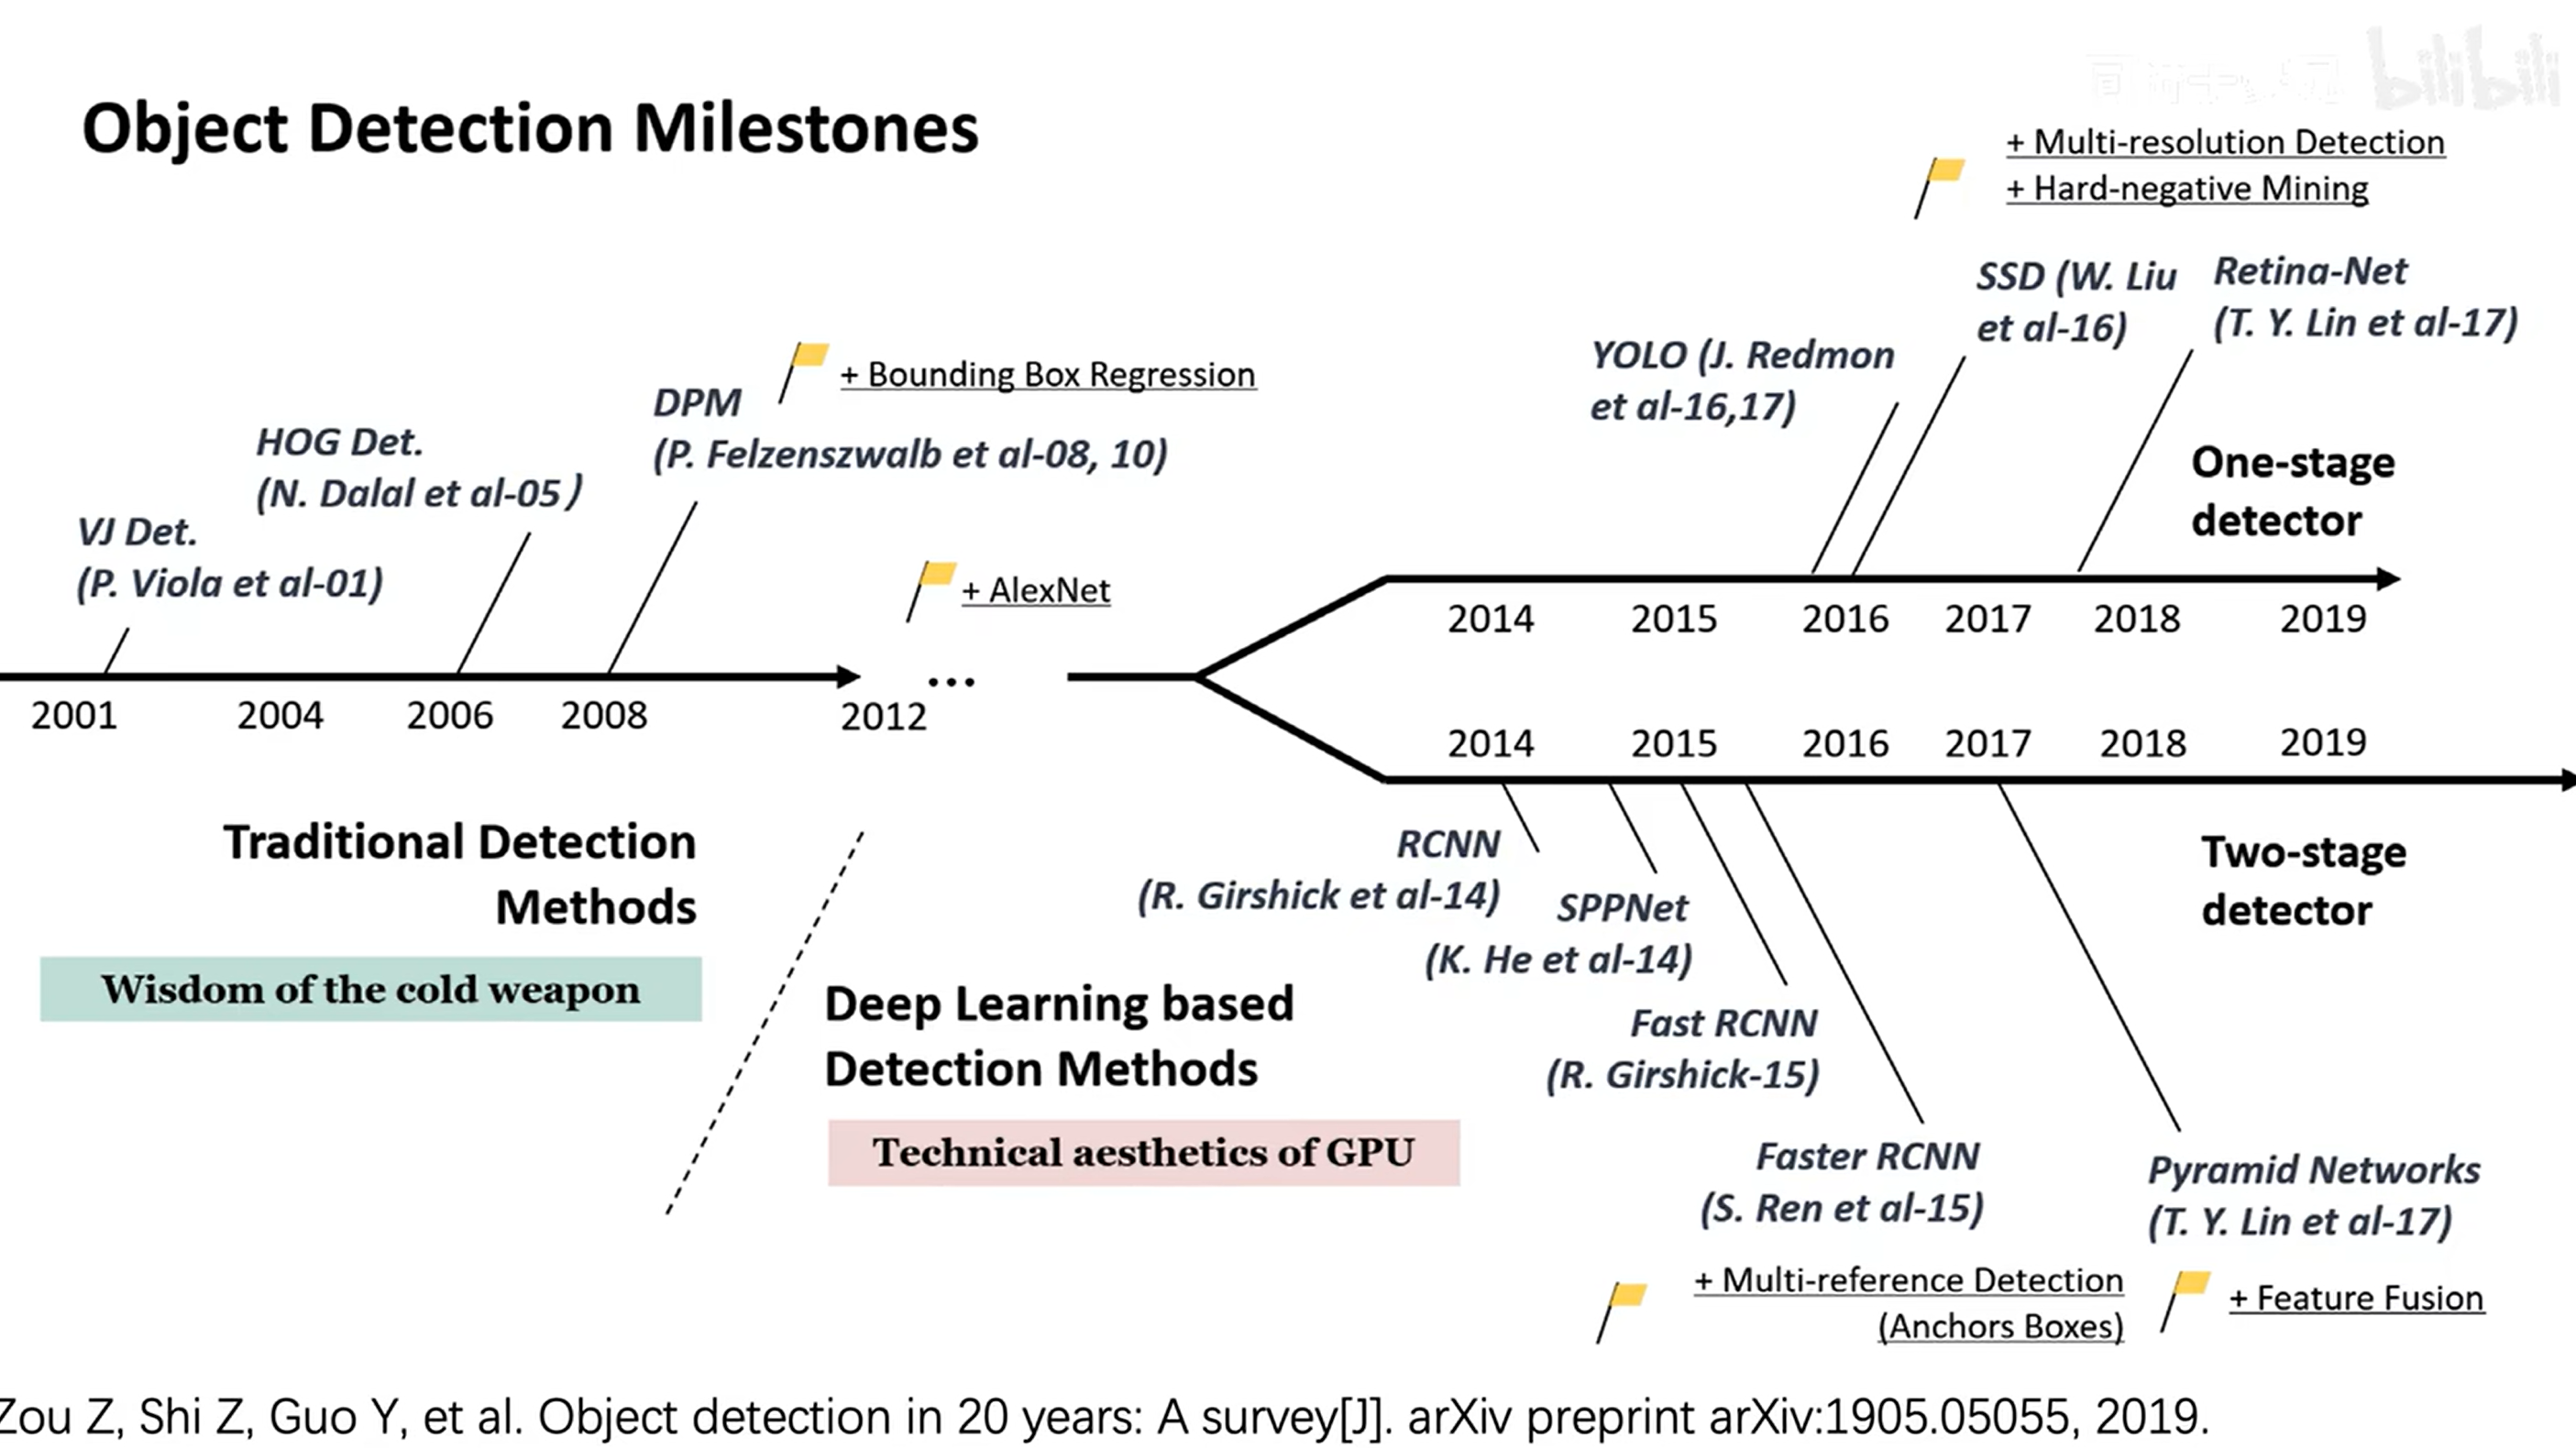 bilibili
Object Detection Milestones
+ Multi-resolution Detection
+ Hard-negative Mining
SSD (W. Liu
et al-16)
Retina-Net
(T. Y. Lin et al-17)
YOLO (J. Redmon
et al-16,17)
+ Bounding Box Regression
DPM
(P. Felzenszwalb et al-08, 10)
HOG Det.
(N. Dalal et al-05)
VJ Det.
(P. Viola et al-01)
+ AlexNet
One-stage
detector
2014 2015 2016 2017 2018 2019
...
2001 2004 2006 2008 2012
2014 2015 2016 2017 2018 2019
Traditional Detection
Methods
Wisdom of the cold weapon
Deep Learning based
Detection Methods
Technical aesthetics of GPU
RCNN
(R. Girshick et al-14)
SPPNet
(K. He et al-14)
Fast RCNN
(R. Girshick-15)
Faster RCNN
(S. Ren et al-15)
+ Multi-reference Detection
(Anchors Boxes)
Two-stage
detector
Pyramid Networks
(T. Y. Lin et al-17)
+ Feature Fusion
Zou Z, Shi Z, Guo Y, et al. Object detection in 20 years: A survey[J]. arXiv preprint arXiv:1905.05055, 2019.